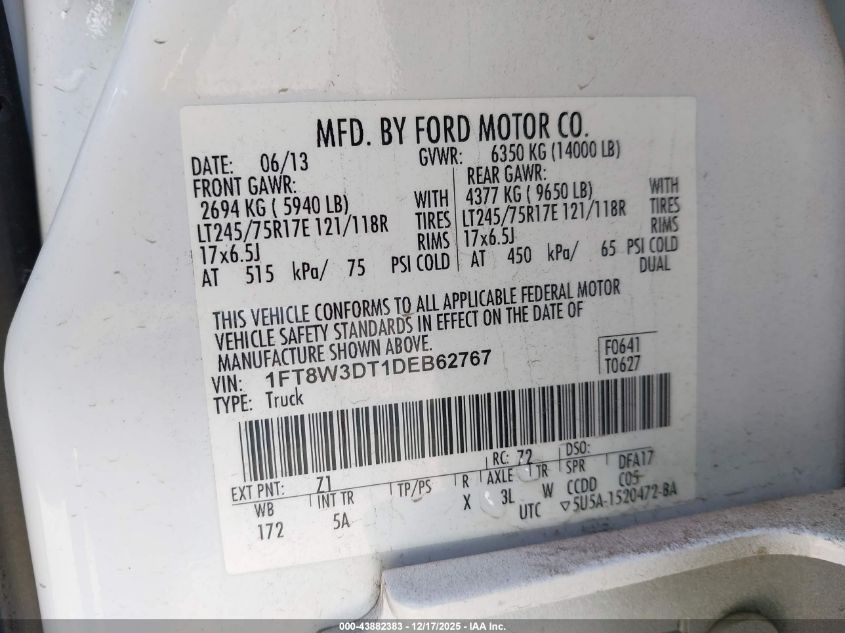 MFD. BY FORD MOTOR CO.
DATE: 06/13 GVWR: 6350 KG (14000 LB)
FRONT GAWR: REAR GAWR:
2694 KG ( 5940 LB) WITH 4377 KG ( 9650 LB) WITH
LT245/75R17E 121/118R TIRES LT245/75R17E 121/118R TIRES
17x6.5J RIMS 17x6.5J RIMS
AT 515 kPa/ 75 PSI COLD AT 450 kPa/ 65 PSI COLD
DUAL
THIS VEHICLE CONFORMS TO ALL APPLICABLE FEDERAL MOTOR
VEHICLE SAFETY STANDARDS IN EFFECT ON THE DATE OF
MANUFACTURE SHOWN ABOVE.
VIN: 1FT8W3DT1DEB62767
TYPE: Truck
F0641
T0627
EXT PNT: Z1 RC: 72 DSO:
WB INT TR TP/PS R AXLE TR SPR DFA17
172 5A X 3L W CCDD C05
UTC ▽5U5A-1520472-BA
000-43882383 - 12/17/2025 - IAA Inc.